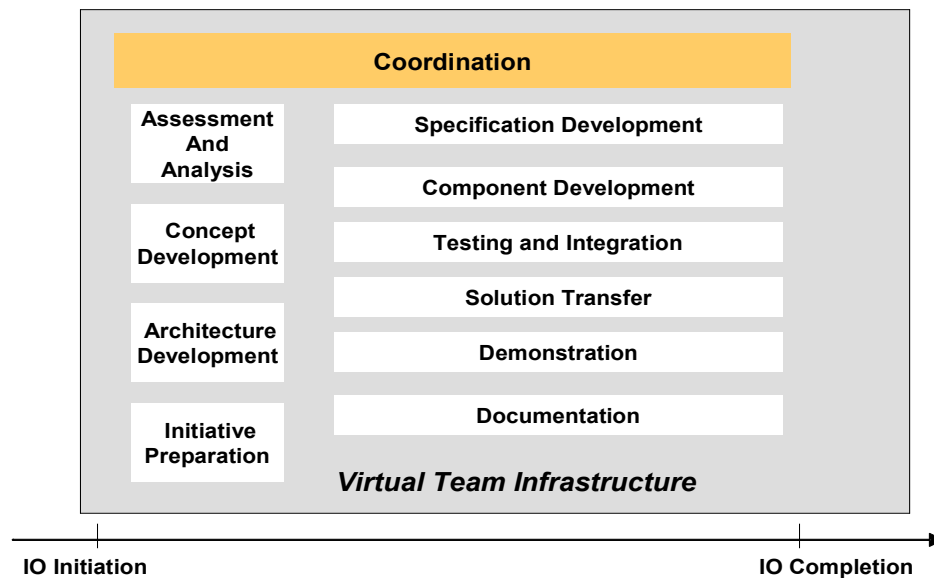 Coordination
Assessment
And
Analysis
Concept
Development
Architecture
Development
Initiative
Preparation
Specification Development
Component Development
Testing and Integration
Solution Transfer
Demonstration
Documentation
Virtual Team Infrastructure
IO Initiation
IO Completion